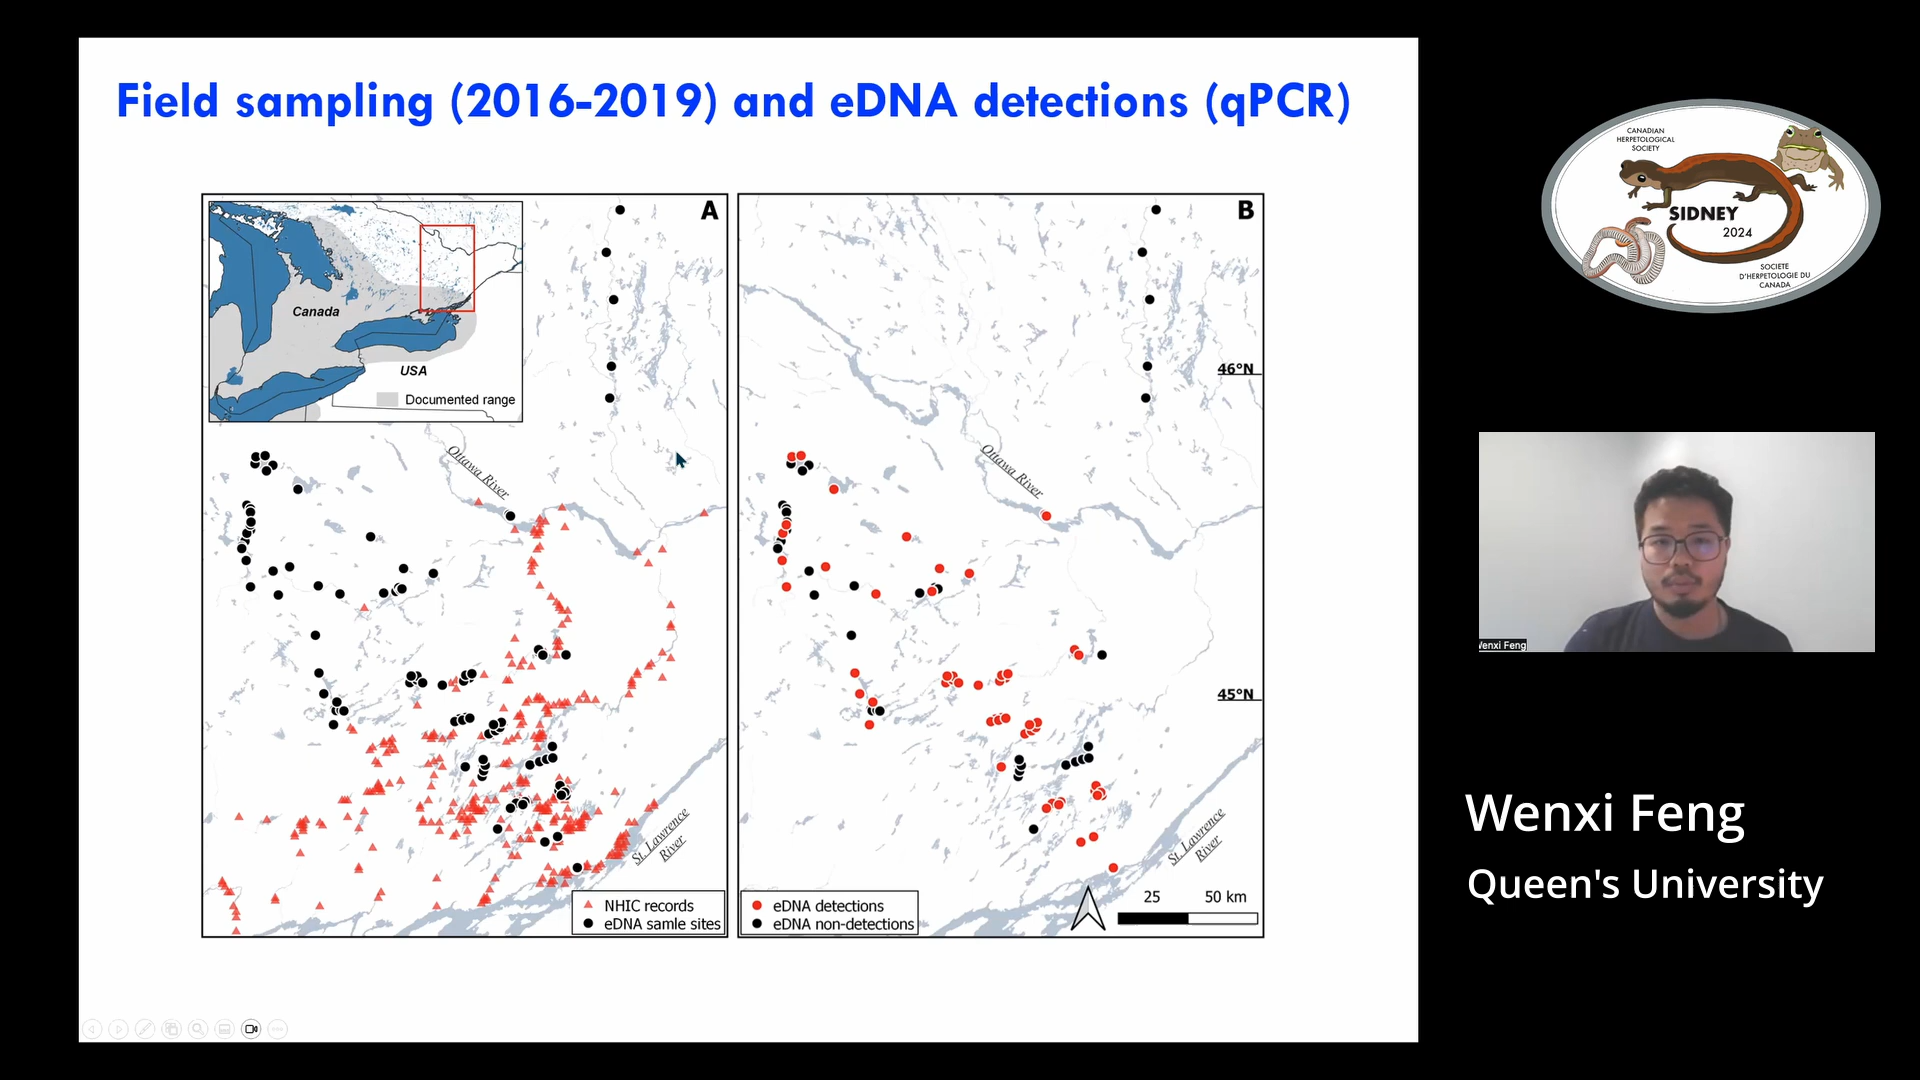 Field sampling (2016-2019) and eDNA detections (qPCR)
A
Canada
USA
Documented range
Ottawa River
St. Lawrence
River
NHIC records
eDNA samle sites
B
46°N
Ottawa River
45°N
St. Lawrence
River
25 50 km
eDNA detections
eDNA non-detections
CANADIAN
HERPETOLOGICAL
SOCIETY
SIDNEY
2024
SOCIETE
D'HERPETOLOGIE DU
CANADA
Wenxi Feng
Wenxi Feng
Queen's University